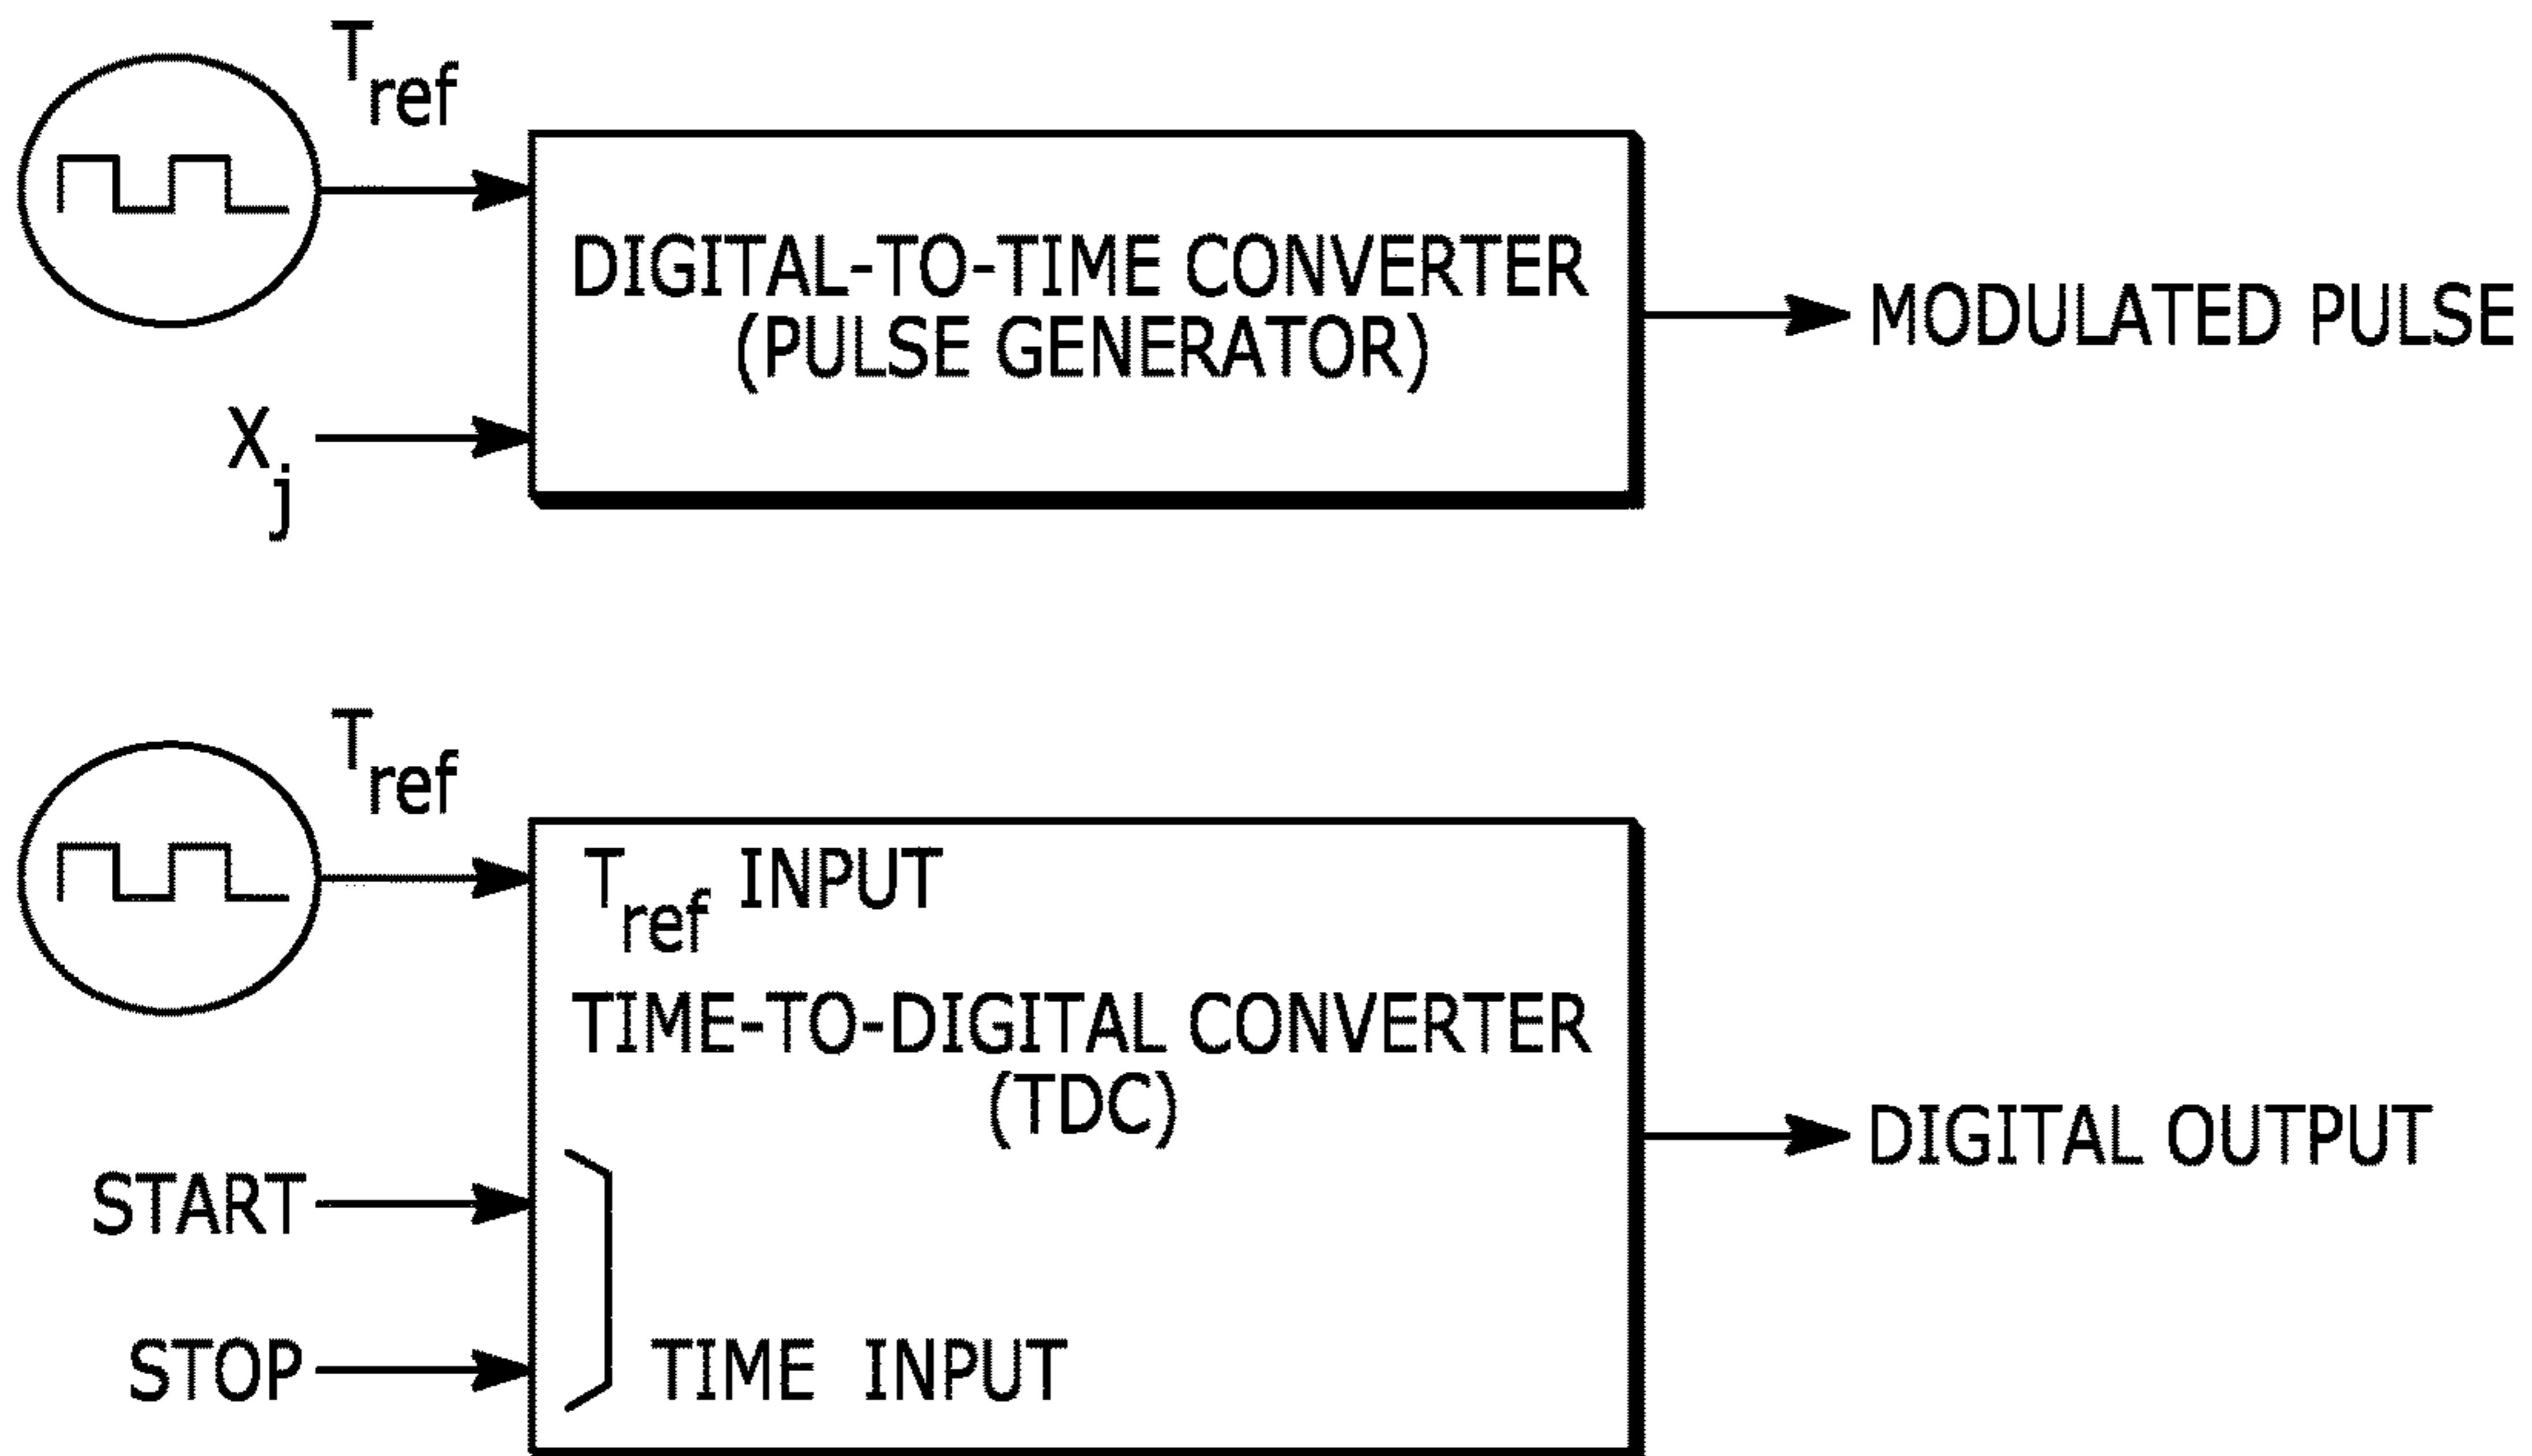 Tref
DIGITAL-TO-TIME CONVERTER
(PULSE GENERATOR)
MODULATED PULSE
Xj
Tref
Tref INPUT
TIME-TO-DIGITAL CONVERTER
(TDC)
START
DIGITAL OUTPUT
STOP
TIME INPUT